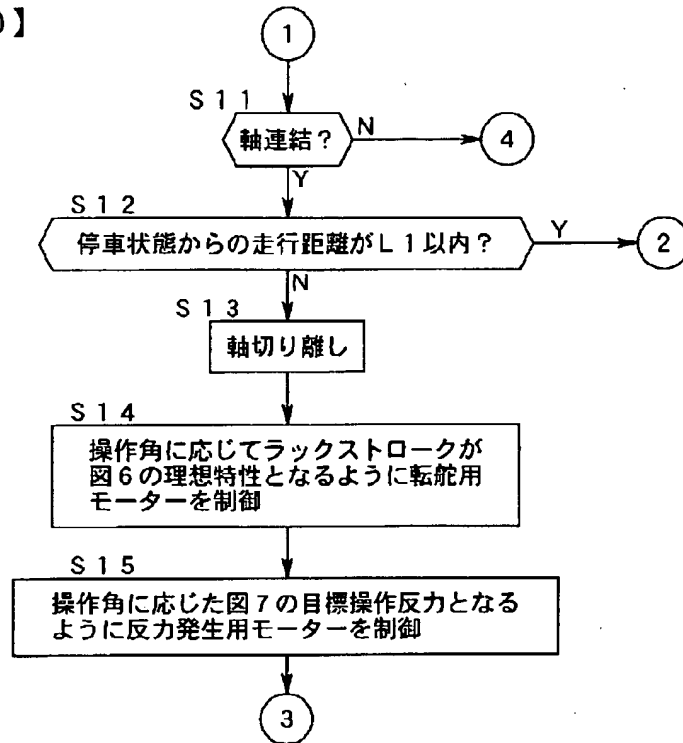 )】
1
S11
軸連結?
N
4
Y
S12
停車状態からの走行距離がL1以内?
Y
2
N
S13
軸切り離し
S14
操作角に応じてラックストロークが
図6の理想特性となるように転舵用
モーターを制御
S15
操作角に応じた図7の目標操作反力となる
ように反力発生用モーターを制御
3